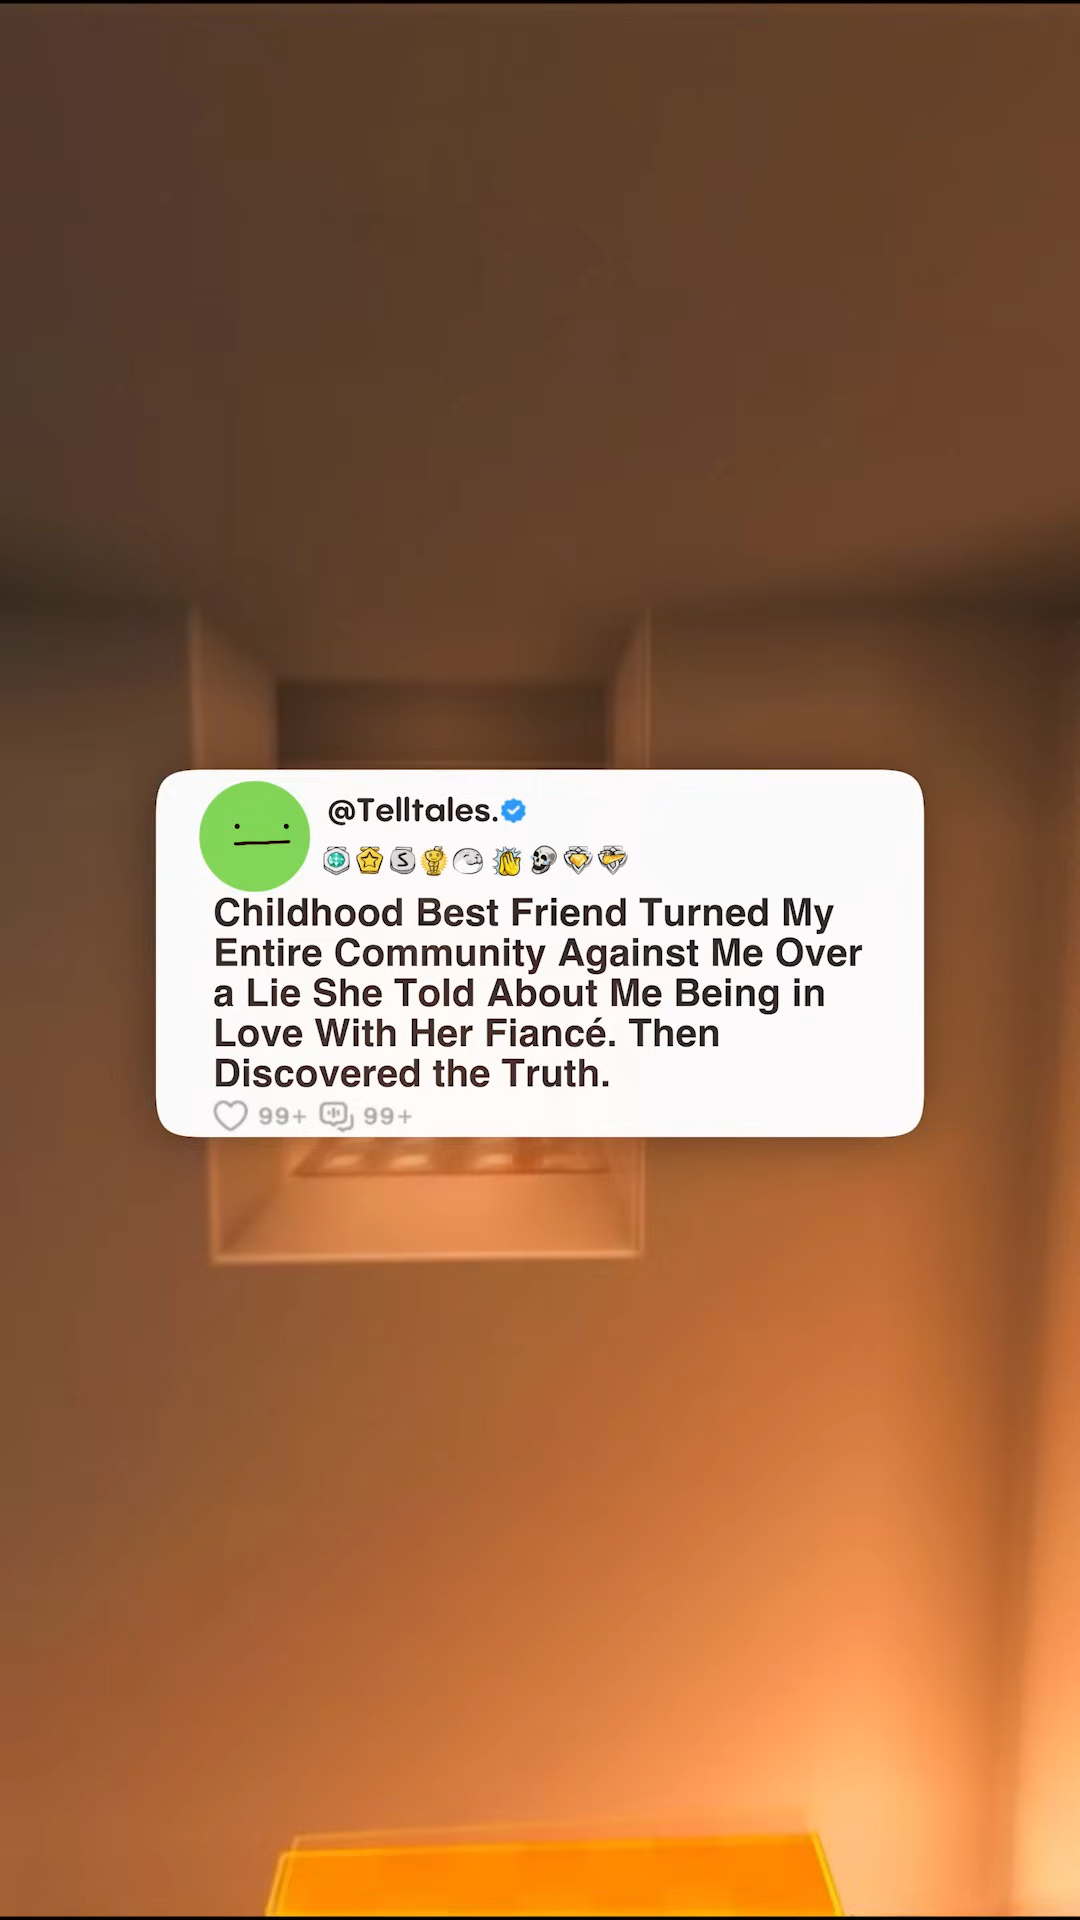 @Telltales.
Childhood Best Friend Turned My
Entire Community Against Me Over
a Lie She Told About Me Being in
Love With Her Fiancé. Then
Discovered the Truth.
99+ 99+